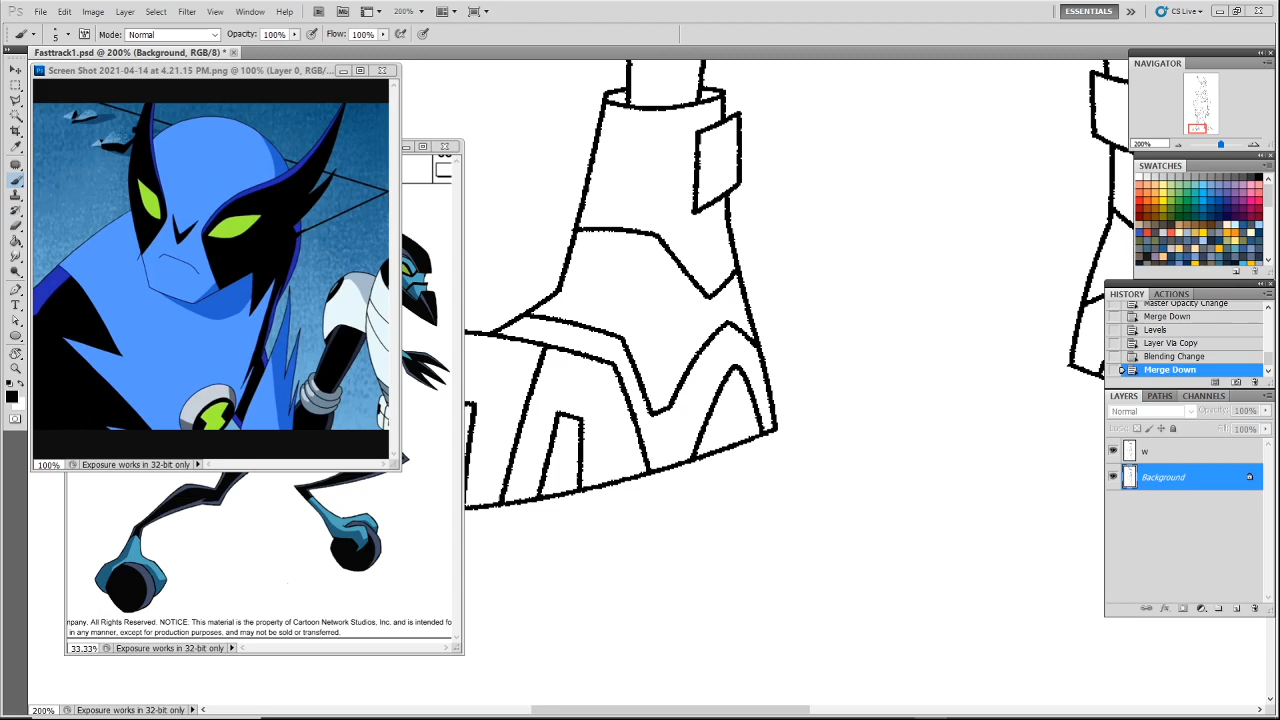 Ps File Edit Image Layer Select Filter View Window Help Br Mb 200% ESSENTIALS CS Live
5 Mode: Normal Opacity: 100% Flow: 100%
Fasttrack1.psd @ 200% (Background, RGB/8) *
Screen Shot 2021-04-14 at 4.21.15 PM.png @ 100% (Layer 0, RGB/...
NAVIGATOR
200%
SWATCHES
HISTORY ACTIONS
Master Opacity Change
Merge Down
Levels
Layer Via Copy
Blending Change
Merge Down
LAYERS PATHS CHANNELS
Normal Opacity: 100%
Lock: Fill: 100%
w
Background
100% Exposure works in 32-bit only
mpany. All Rights Reserved. NOTICE. This material is the property of Cartoon Network Studios, Inc. and is intended fo
in any manner, except for production purposes, and may not be sold or transferred.
33.33% Exposure works in 32-bit only
200% Exposure works in 32-bit only